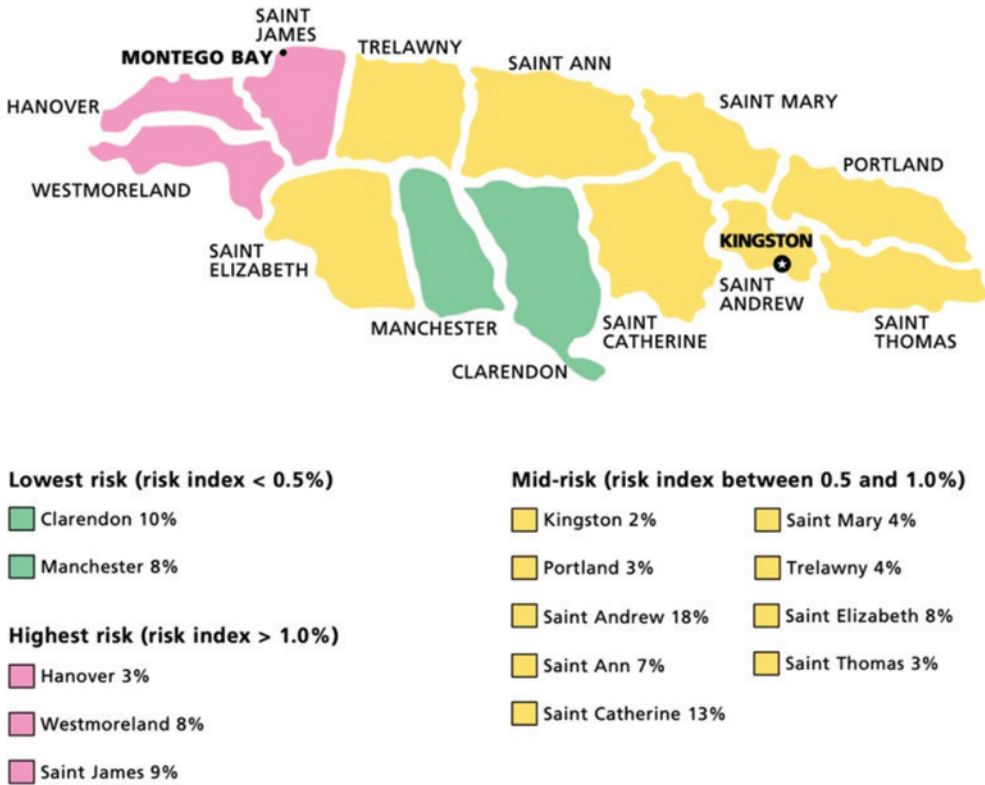 SAINT
JAMES
MONTEGO BAY
TRELAWNY
SAINT ANN
HANOVER
SAINT MARY
PORTLAND
WESTMORELAND
KINGSTON
SAINT
ELIZABETH
SAINT
ANDREW
MANCHESTER
SAINT
CATHERINE
SAINT
THOMAS
CLARENDON
Lowest risk (risk index < 0.5%)
Clarendon 10%
Manchester 8%
Highest risk (risk index > 1.0%)
Hanover 3%
Westmoreland 8%
Saint James 9%
Mid-risk (risk index between 0.5 and 1.0%)
Kingston 2%
Portland 3%
Saint Andrew 18%
Saint Ann 7%
Saint Catherine 13%
Saint Mary 4%
Trelawny 4%
Saint Elizabeth 8%
Saint Thomas 3%